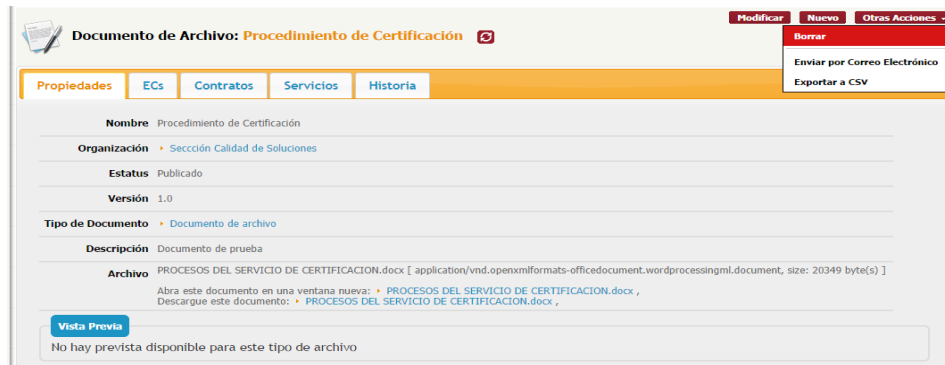 Modificar Nuevo Otras Acciones
Documento de Archivo: Procedimiento de Certificación
Borrar
Enviar por Correo Electrónico
Exportar a CSV
Propiedades ECs Contratos Servicios Historia
Nombre Procedimiento de Certificación
Organización Seccción Calidad de Soluciones
Estatus Publicado
Versión 1.0
Tipo de Documento Documento de archivo
Descripción Documento de prueba
Archivo PROCESOS DEL SERVICIO DE CERTIFICACION.docx [ application/vnd.openxmlformats-officedocument.wordprocessingml.document, size: 20349 byte(s) ]
Abra este documento en una ventana nueva: PROCESOS DEL SERVICIO DE CERTIFICACION.docx ,
Descargue este documento: PROCESOS DEL SERVICIO DE CERTIFICACION.docx ,
Vista Previa
No hay prevista disponible para este tipo de archivo